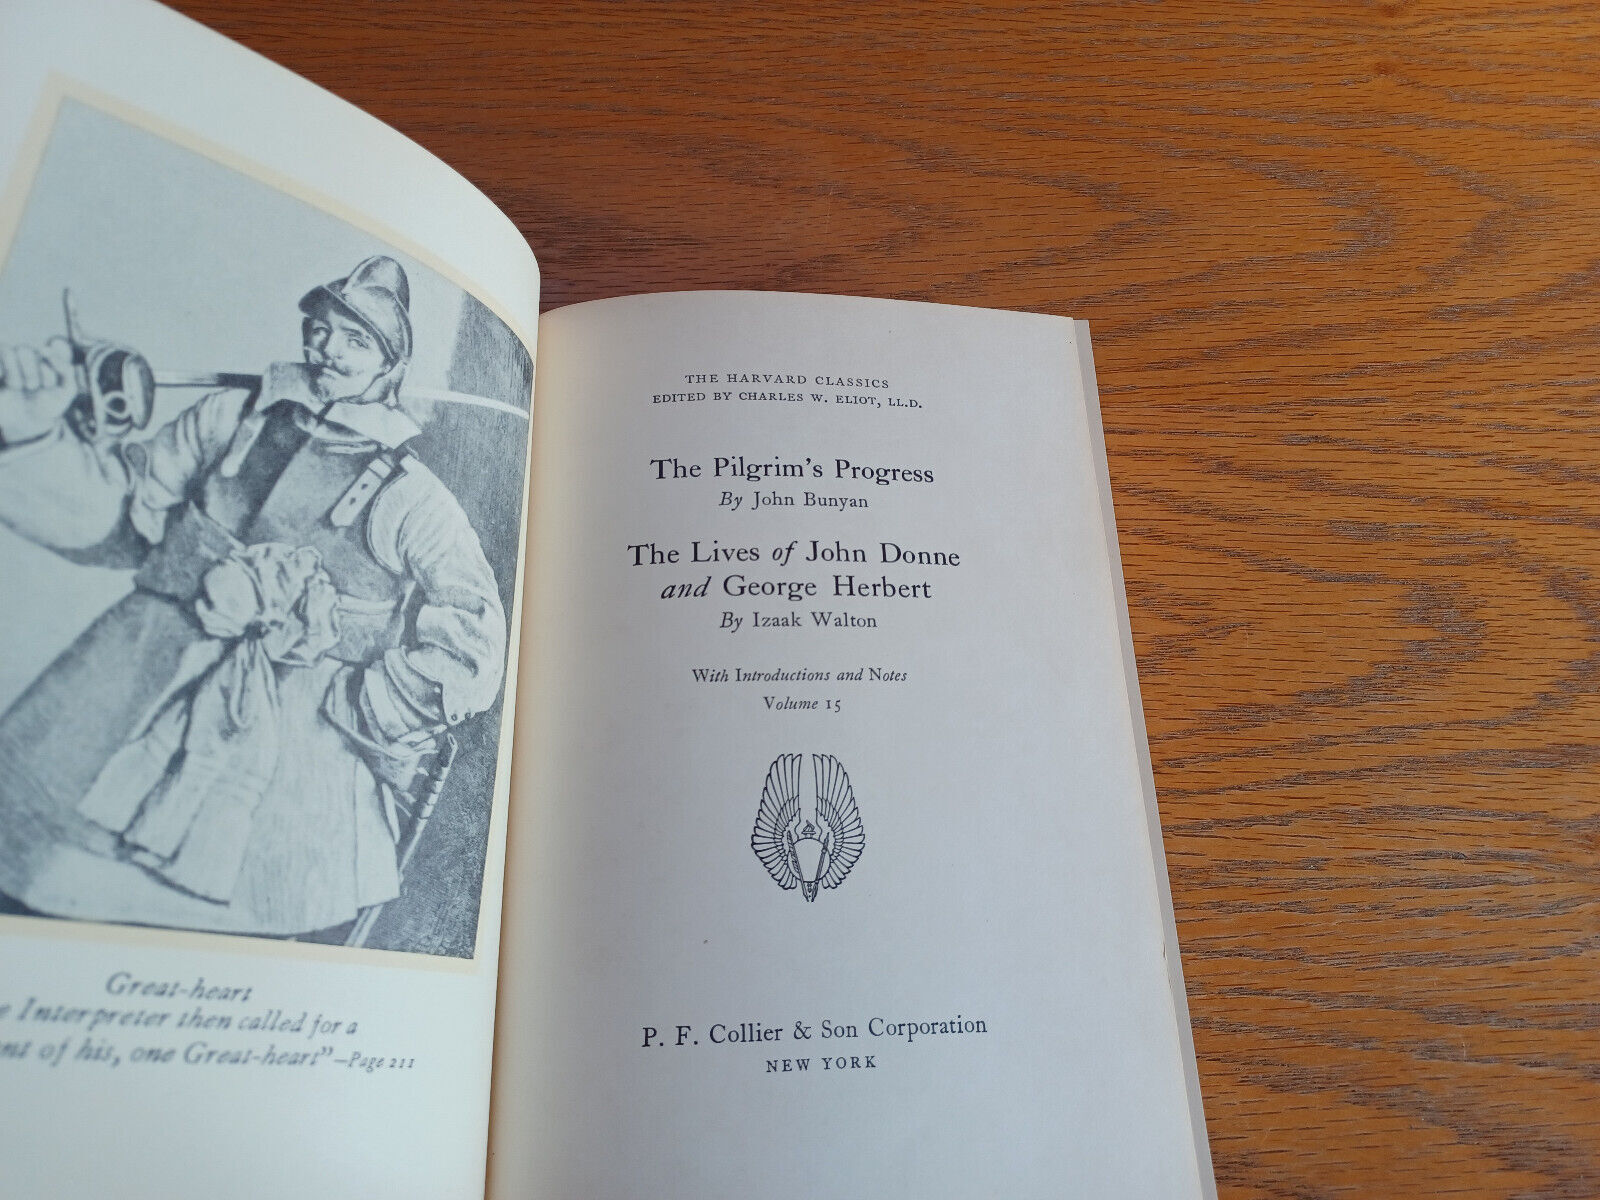 Great-heart
Interpreter then called for a
of his, one Great-heart"—Page 211
THE HARVARD CLASSICS
EDITED BY CHARLES W. ELIOT, LL.D.
The Pilgrim's Progress
By John Bunyan
The Lives of John Donne
and George Herbert
By Izaak Walton
With Introductions and Notes
Volume 15
P. F. Collier & Son Corporation
NEW YORK